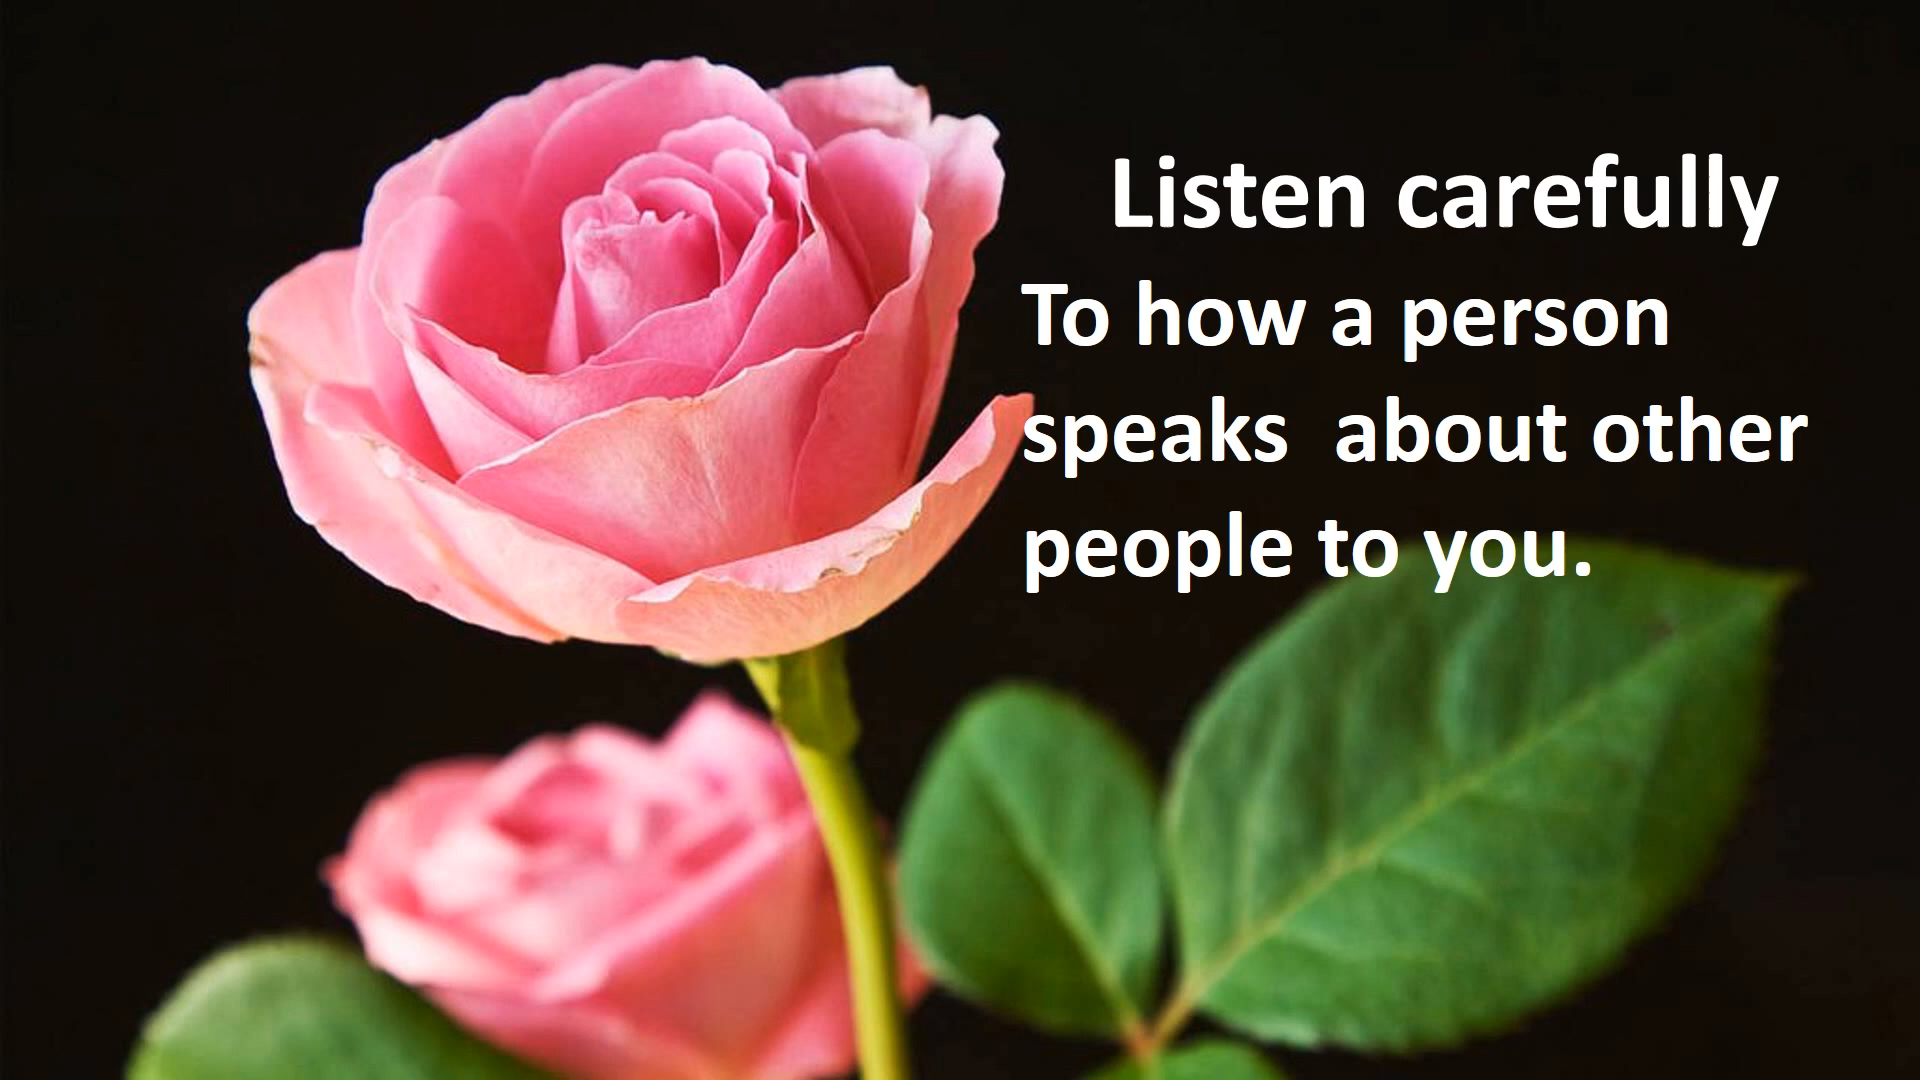 Listen carefully
To how a person
speaks  about other
people to you.